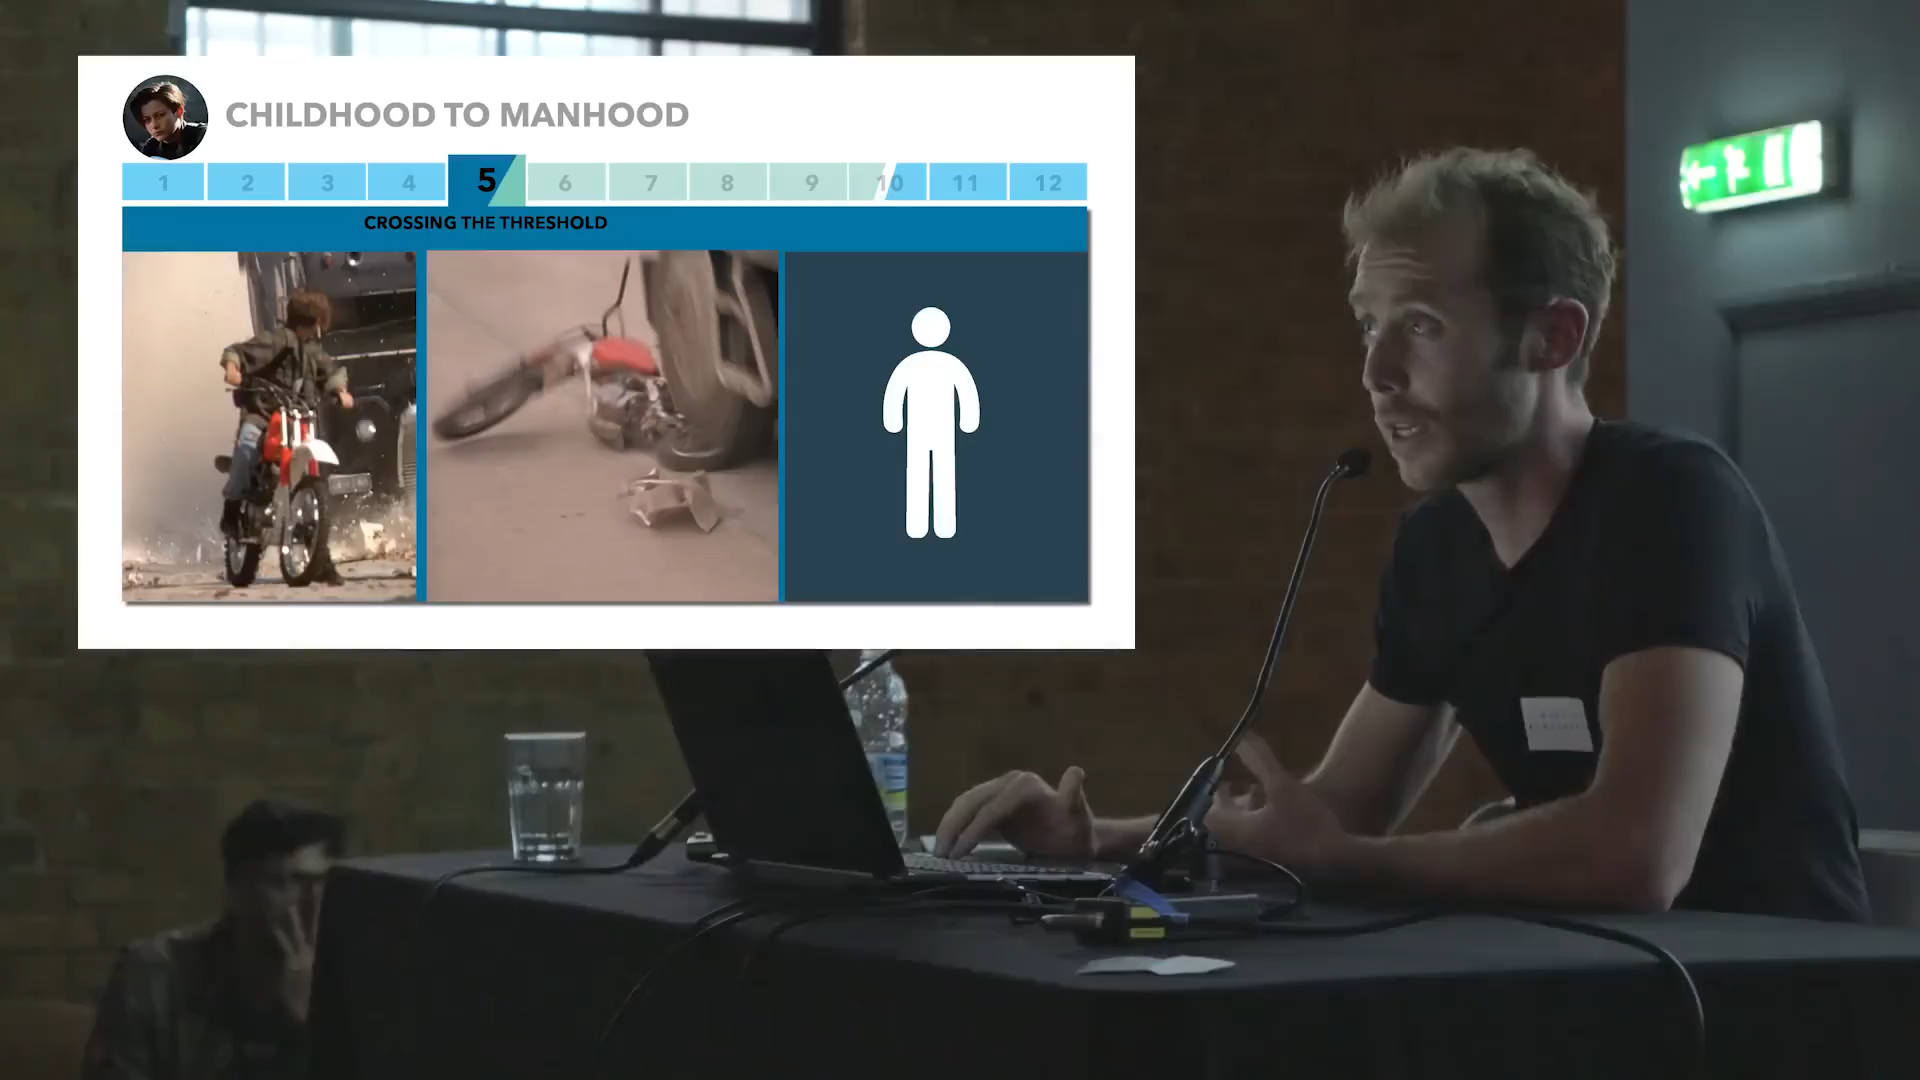 CHILDHOOD TO MANHOOD
1 2 3 4 5 6 7 8 9 10 11 12
CROSSING THE THRESHOLD